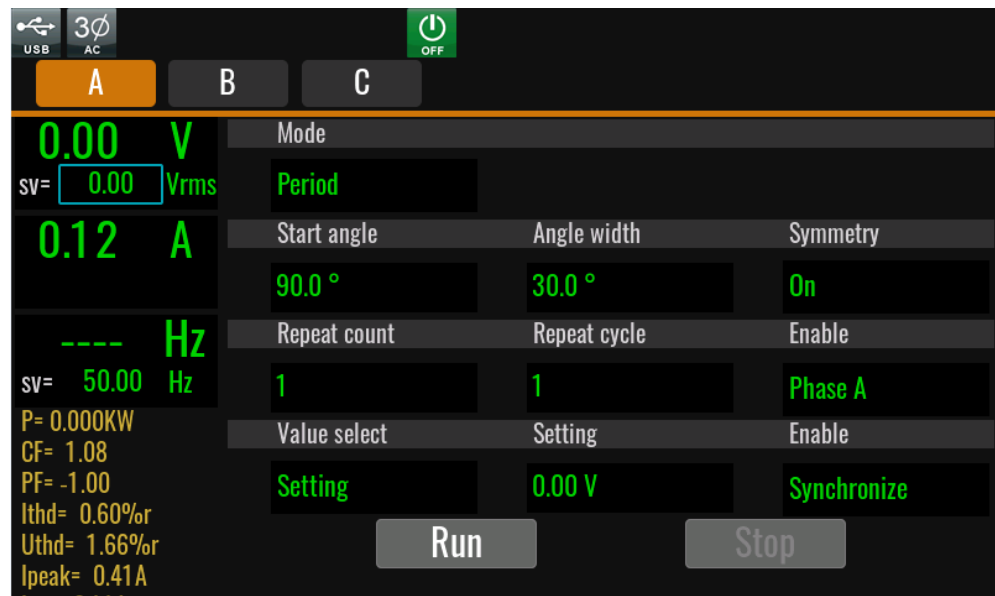 USB
3Ø
AC
OFF
A B C
0.00 V
sv= 0.00 Vrms
0.12 A
---- Hz
sv= 50.00 Hz
P= 0.000KW
CF= 1.08
PF= -1.00
Ithd= 0.60%r
Uthd= 1.66%r
Ipeak= 0.41A
Mode
Period
Start angle Angle width Symmetry
90.0 ° 30.0 ° On
Repeat count Repeat cycle Enable
1 1 Phase A
Value select Setting Enable
Setting 0.00 V Synchronize
Run Stop